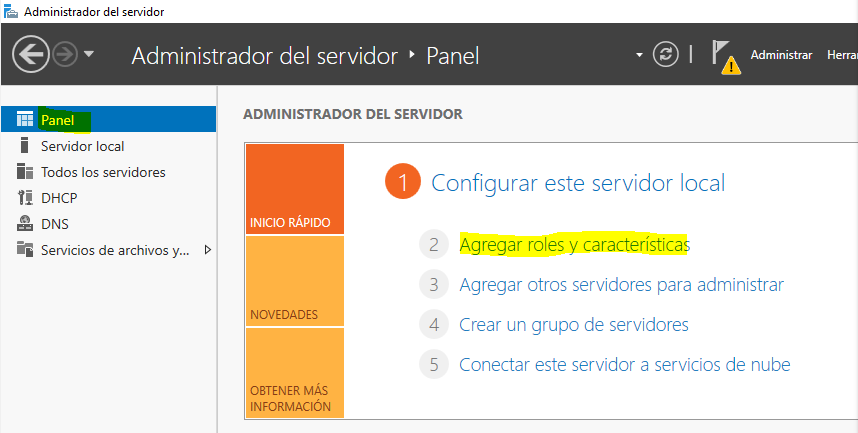 Administrador del servidor
Administrador del servidor ‣ Panel
Administrar
Herra
Panel
Servidor local
Todos los servidores
DHCP
DNS
Servicios de archivos y...
ADMINISTRADOR DEL SERVIDOR
INICIO RÁPIDO
NOVEDADES
OBTENER MÁS
INFORMACIÓN
1 Configurar este servidor local
2 Agregar roles y características
3 Agregar otros servidores para administrar
4 Crear un grupo de servidores
5 Conectar este servidor a servicios de nube